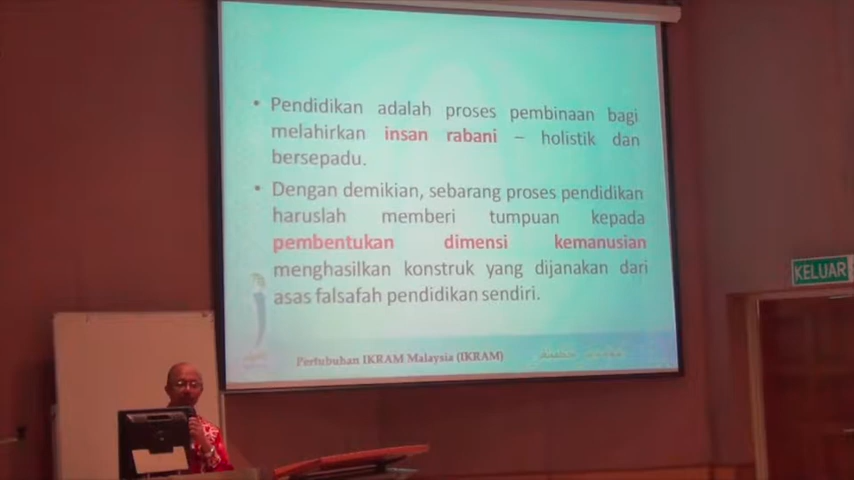 • Pendidikan adalah proses pembinaan bagi
melahirkan insan rabani – holistik dan
bersepadu.
• Dengan demikian, sebarang proses pendidikan
haruslah memberi tumpuan kepada
pembentukan dimensi kemanusian
menghasilkan konstruk yang dijanakan dari
asas falsafah pendidikan sendiri.
Pertubuhan IKRAM Malaysia (IKRAM)
KELUAR